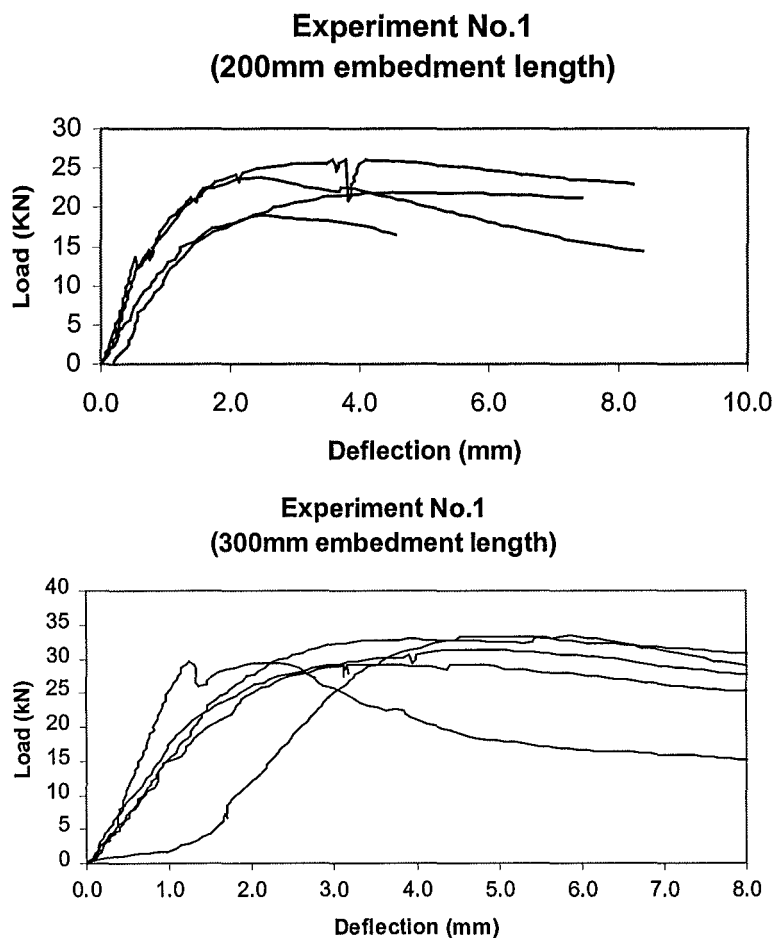 Experiment No.1
(200mm embedment length)
30
25
20
15
10
5
0
Load (KN)
0.0 2.0 4.0 6.0 8.0 10.0
Deflection (mm)
Experiment No.1
(300mm embedment length)
40
35
30
25
20
15
10
5
0
Load (kN)
0.0 1.0 2.0 3.0 4.0 5.0 6.0 7.0 8.0
Deflection (mm)